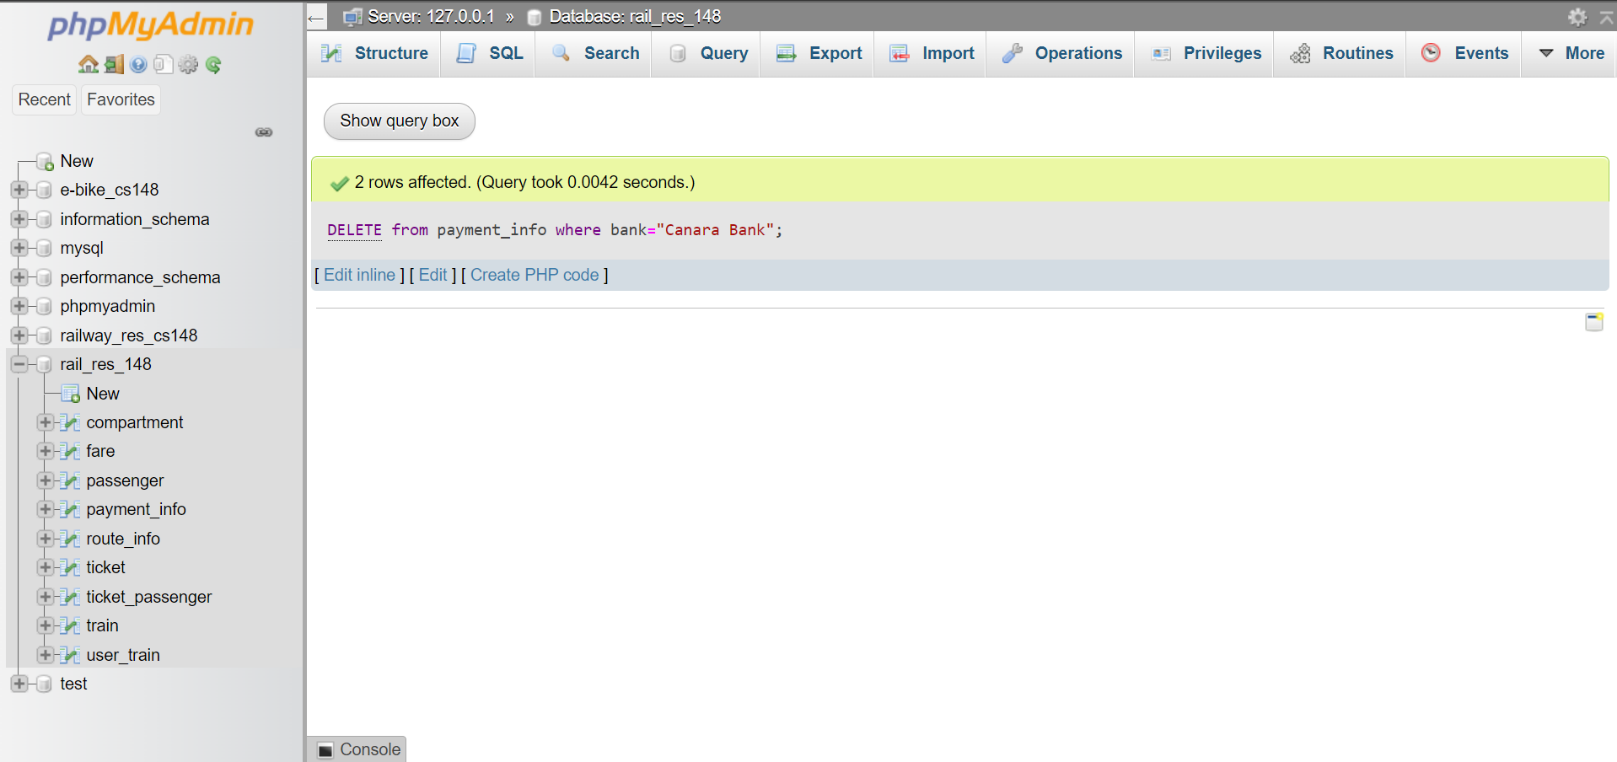 phpMyAdmin
Recent Favorites
New
e-bike_cs148
information_schema
mysql
performance_schema
phpmyadmin
railway_res_cs148
rail_res_148
New
compartment
fare
passenger
payment_info
route_info
ticket
ticket_passenger
train
user_train
test
Server: 127.0.0.1 » Database: rail_res_148
Structure SQL Search Query Export Import Operations Privileges Routines Events More
Show query box
2 rows affected. (Query took 0.0042 seconds.)
DELETE from payment_info where bank="Canara Bank";
[ Edit inline ] [ Edit ] [ Create PHP code ]
Console